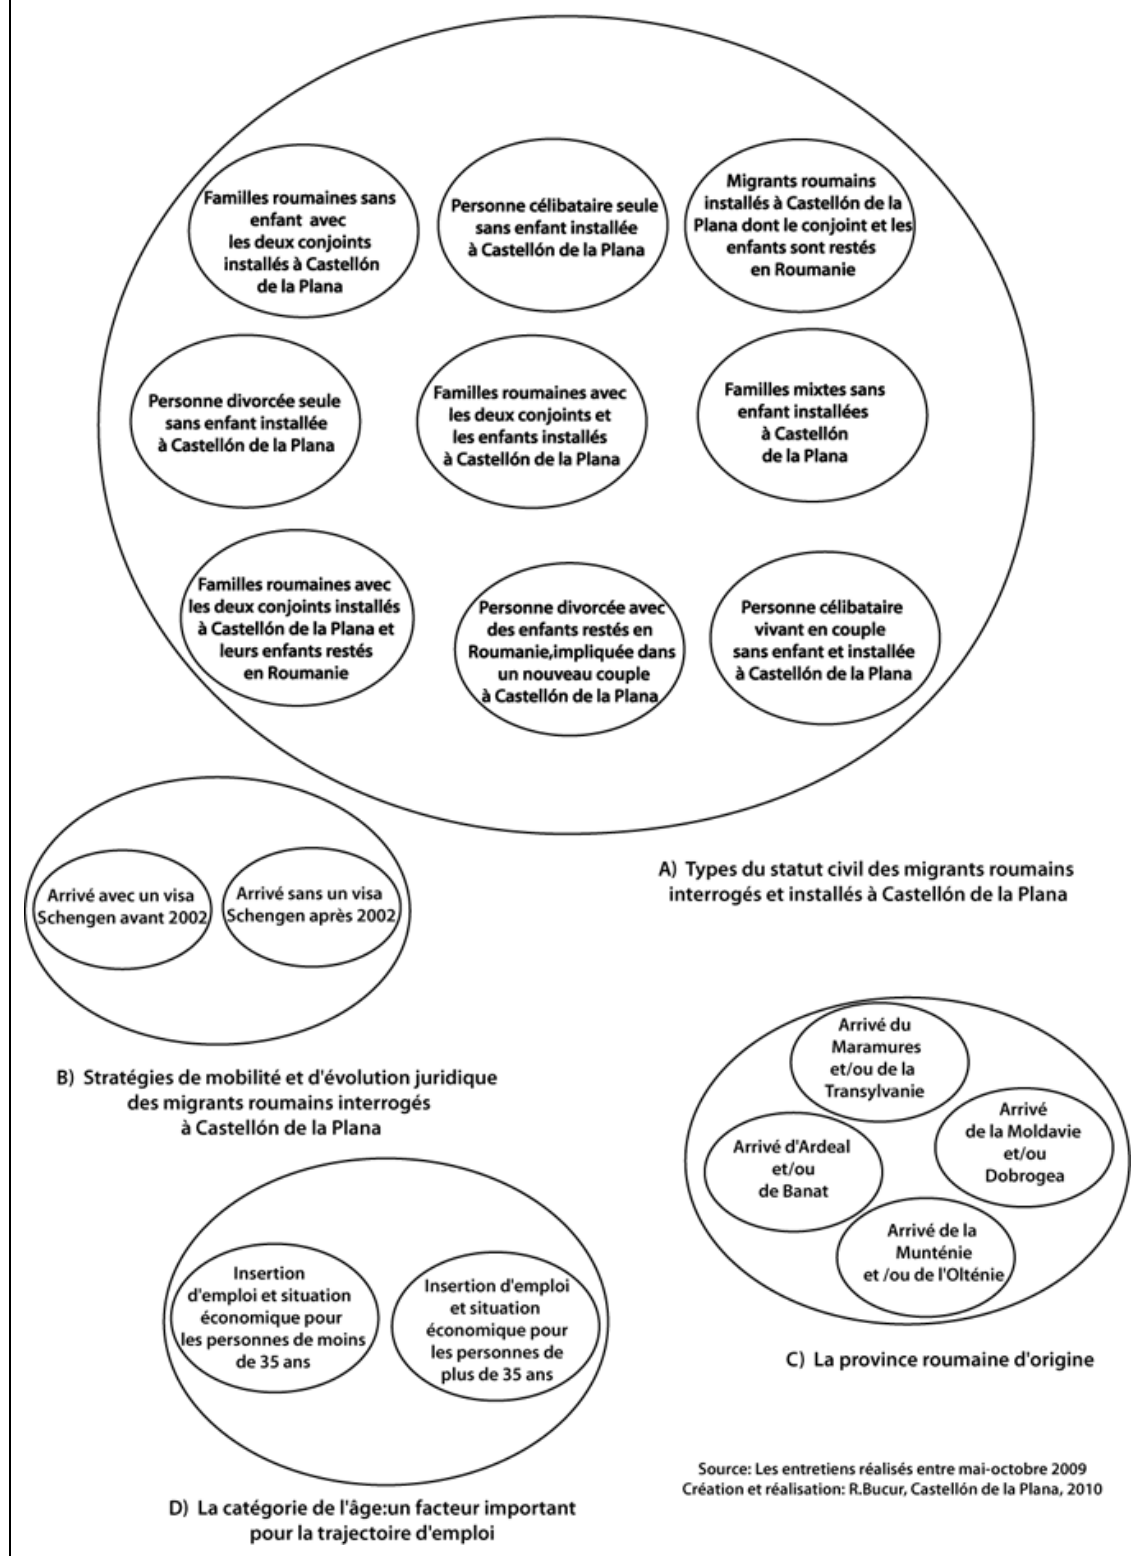 Familles roumaines sans
enfant avec
les deux conjoints
installés à Castellón
de la Plana
Personne célibataire seule
sans enfant installée
à Castellón de la Plana
Migrants roumains
installés à Castellón de la
Plana dont le conjoint et les
enfants sont restés
en Roumanie
Personne divorcée seule
sans enfant installée
à Castellón de la Plana
Familles roumaines avec
les deux conjoints et
les enfants installés
à Castellón de la Plana
Familles mixtes sans
enfant installées
à Castellón
de la Plana
Familles roumaines avec
les deux conjoints installés
à Castellón de la Plana et
leurs enfants restés
en Roumanie
Personne divorcée avec
des enfants restés en
Roumanie,impliquée dans
un nouveau couple
à Castellón de la Plana
Personne célibataire
vivant en couple
sans enfant et installée
à Castellón de la Plana
A) Types du statut civil des migrants roumains
interrogés et installés à Castellón de la Plana
Arrivé avec un visa
Schengen avant 2002
Arrivé sans un visa
Schengen après 2002
B) Stratégies de mobilité et d'évolution juridique
des migrants roumains interrogés
à Castellón de la Plana
Arrivé du
Maramures
et/ou de la
Transylvanie
Arrivé
de la Moldavie
et/ou
Dobrogea
Arrivé d'Ardeal
et/ou
de Banat
Arrivé de la
Munténie
et /ou de l'Olténie
C) La province roumaine d'origine
Insertion
d'emploi et situation
économique pour
les personnes de moins
de 35 ans
Insertion d'emploi
et situation
économique pour
les personnes de
plus de 35 ans
D) La catégorie de l'âge:un facteur important
pour la trajectoire d'emploi
Source: Les entretiens réalisés entre mai-octobre 2009
Création et réalisation: R.Bucur, Castellón de la Plana, 2010